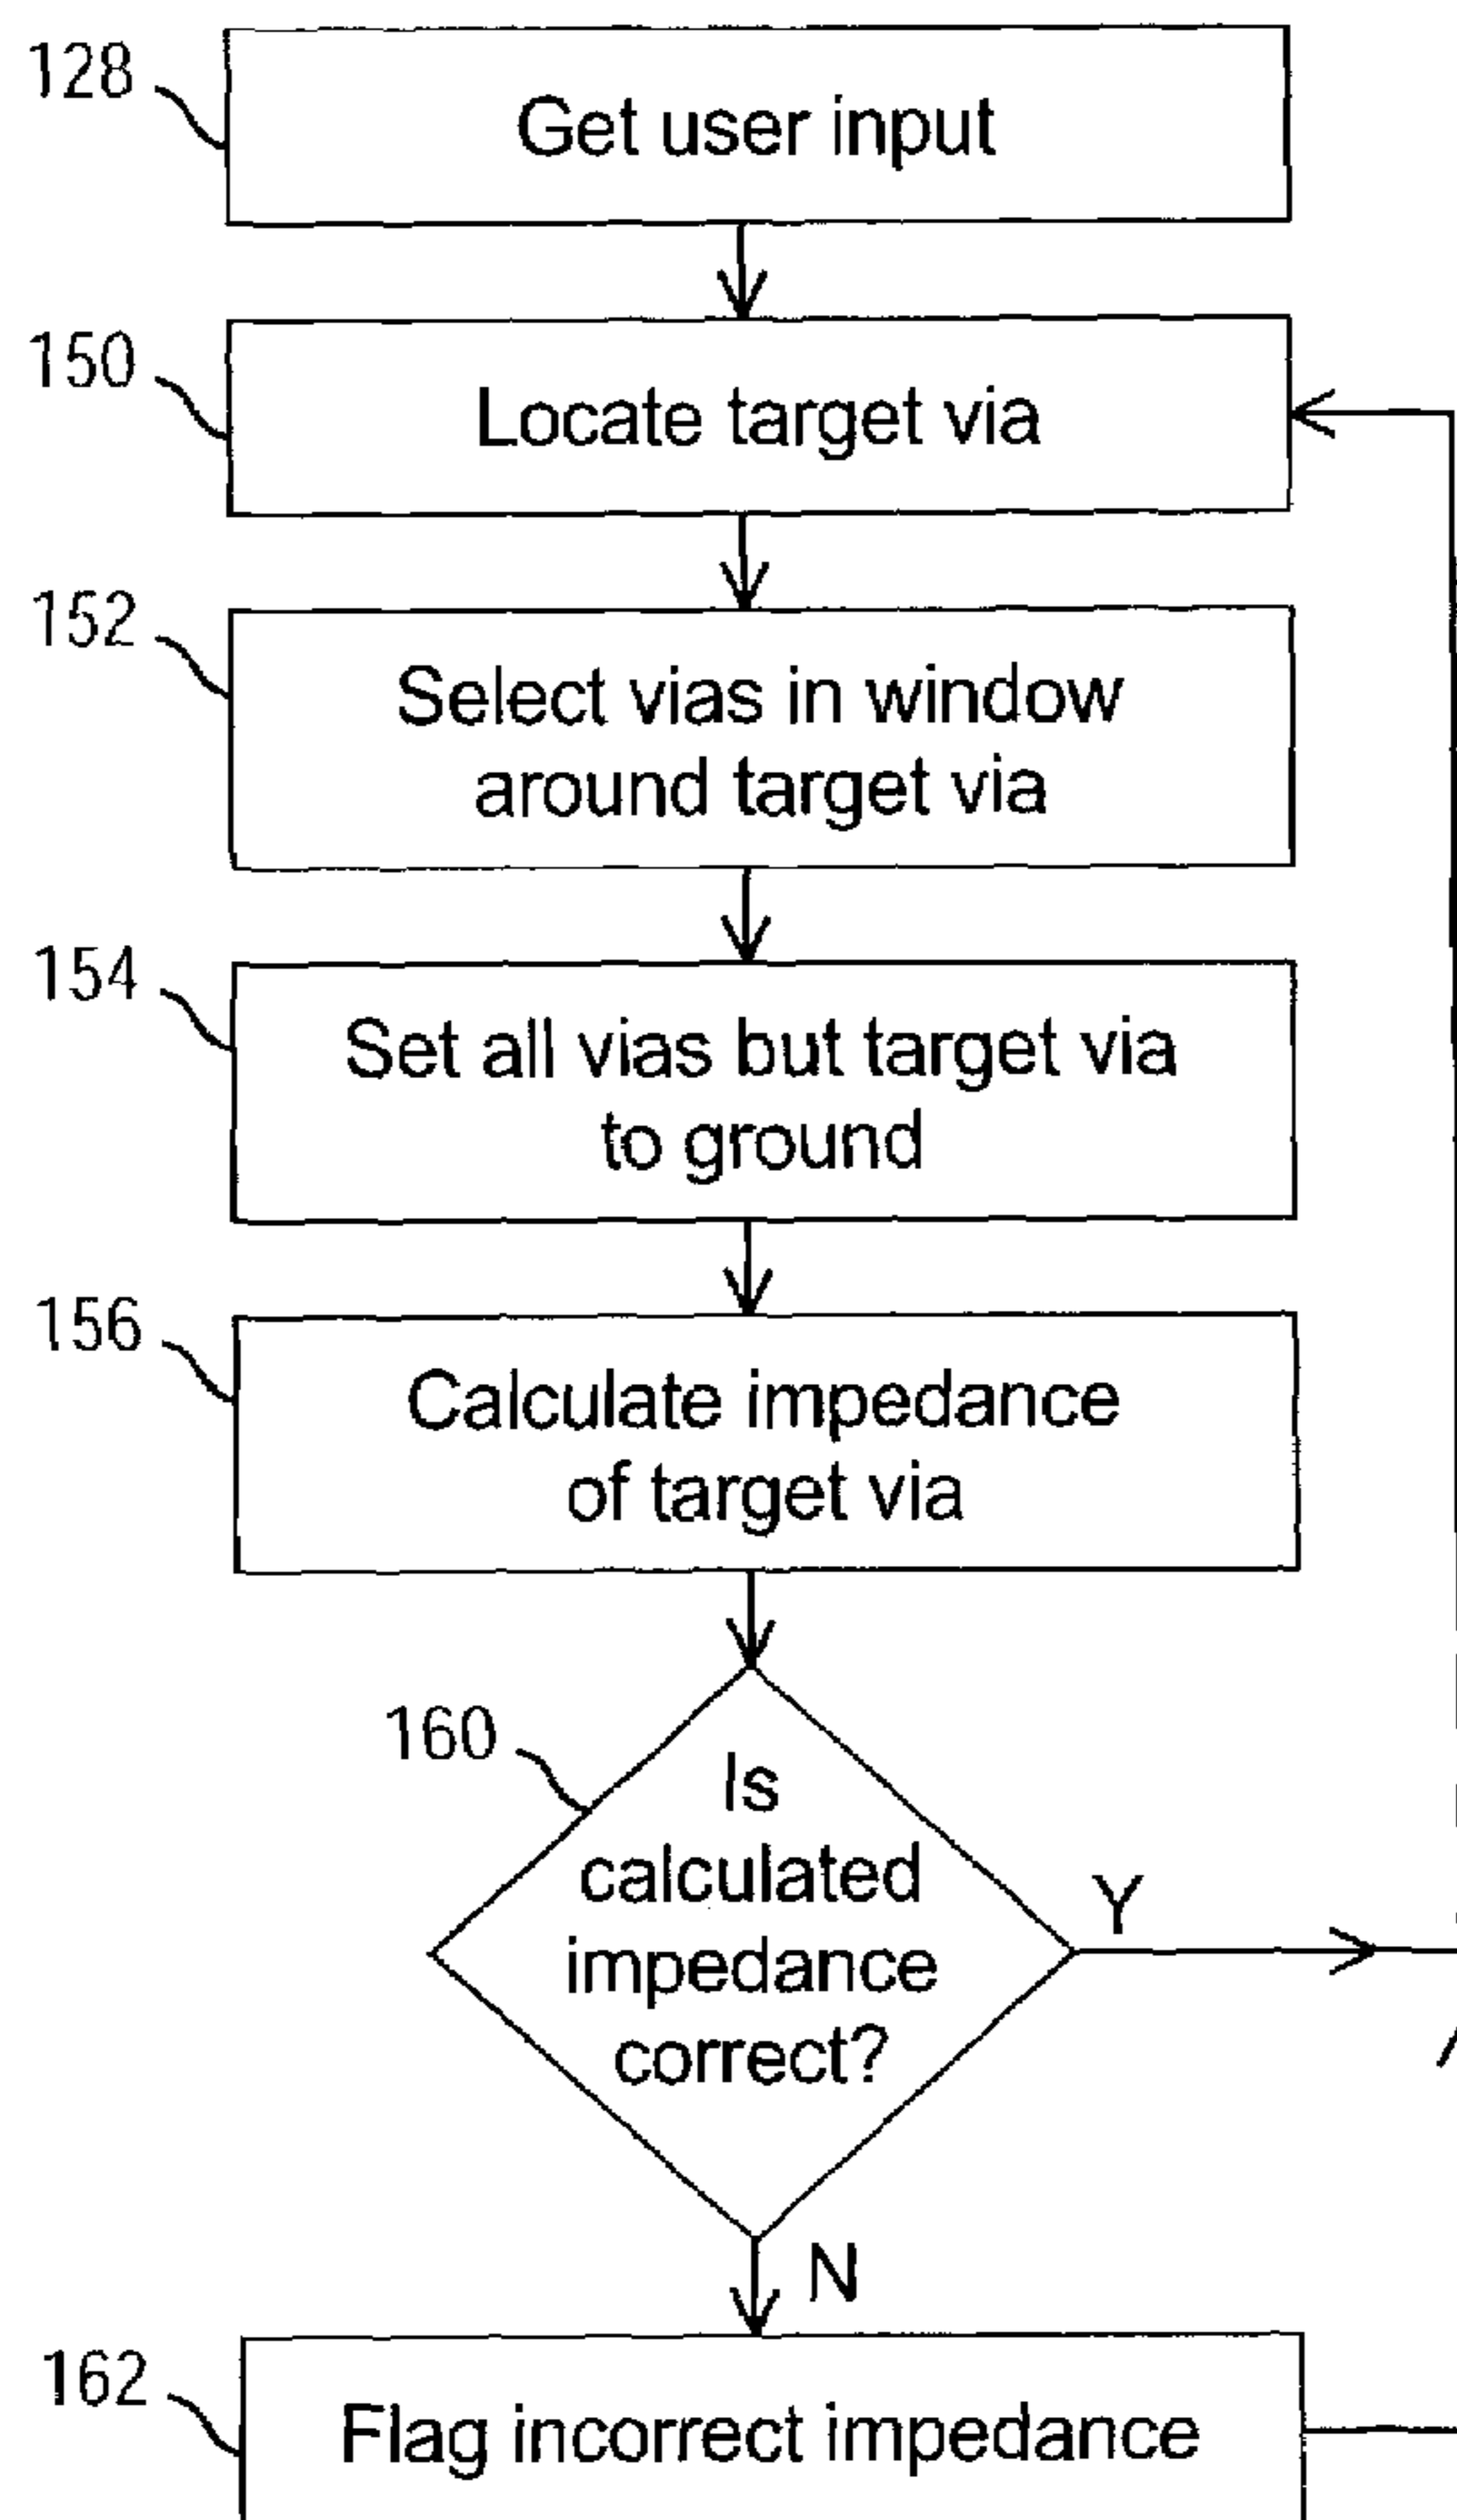 128
Get user input
150
Locate target via
152
Select vias in window
around target via
154
Set all vias but target via
to ground
156
Calculate impedance
of target via
160
Is
calculated
impedance
correct?
Y
N
162
Flag incorrect impedance